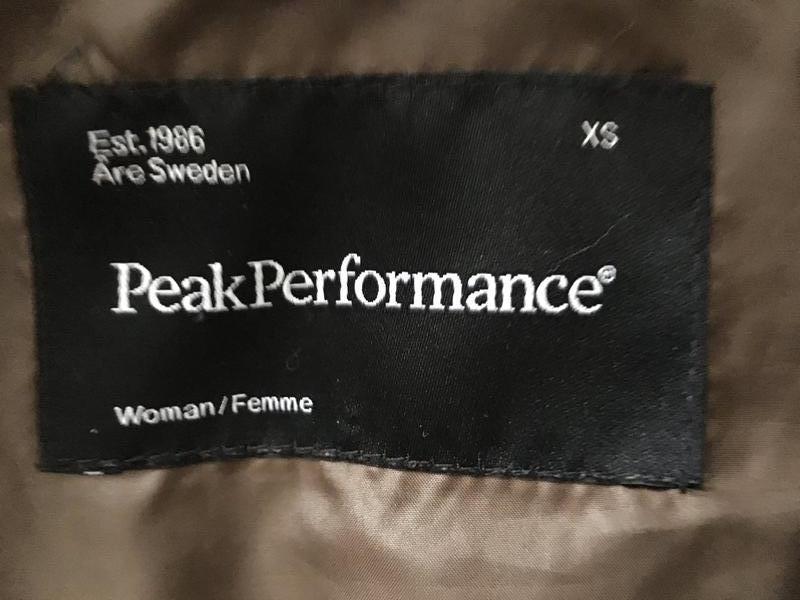 Est.1986
Åre Sweden
XS
PeakPerformance®
Woman/Femme